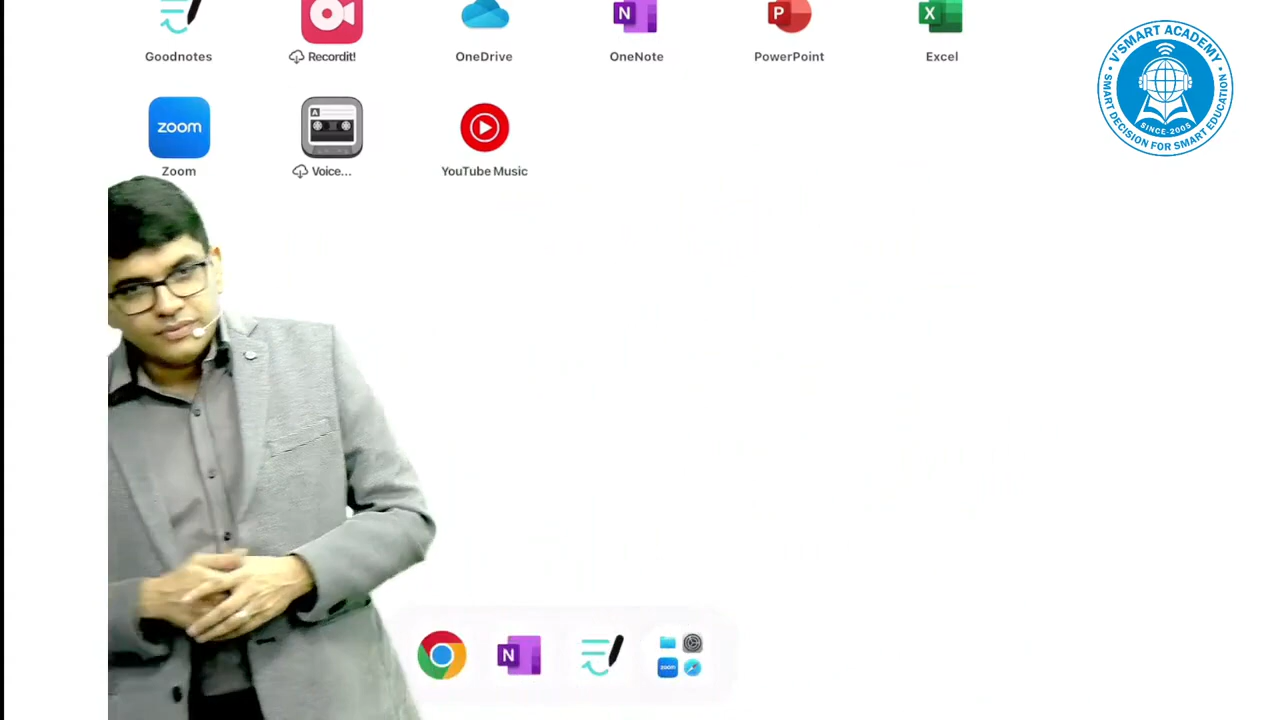 Goodnotes
Recordit!
OneDrive
OneNote
PowerPoint
Excel
N
P
X
V'SMART ACADEMY
SINCE-2005
SMART DECISION FOR SMART EDUCATION
zoom
A
Zoom
Voice...
YouTube Music
N
zoom